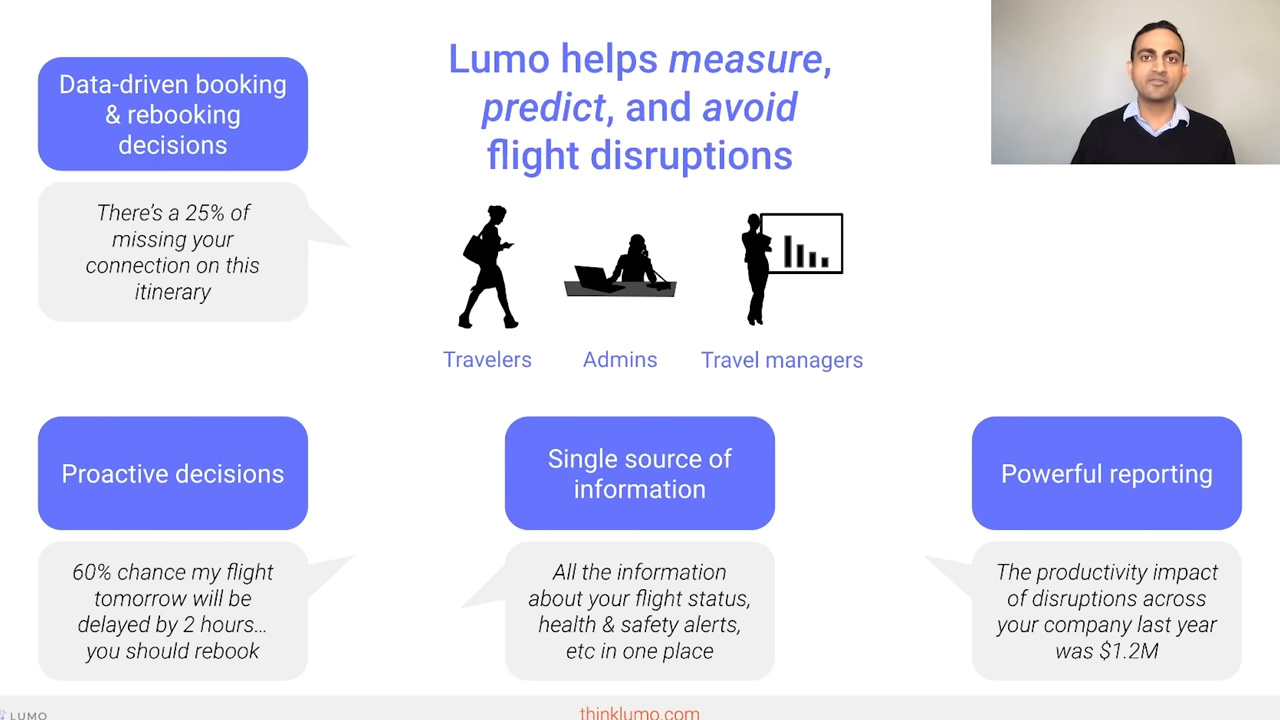 Lumo helps measure,
predict, and avoid
flight disruptions
Data-driven booking
& rebooking
decisions
There's a 25% of
missing your
connection on this
itinerary
Travelers
Admins
Travel managers
Proactive decisions
60% chance my flight
tomorrow will be
delayed by 2 hours...
you should rebook
Single source of
information
All the information
about your flight status,
health & safety alerts,
etc in one place
Powerful reporting
The productivity impact
of disruptions across
your company last year
was $1.2M
LUMO
thinklumo.com